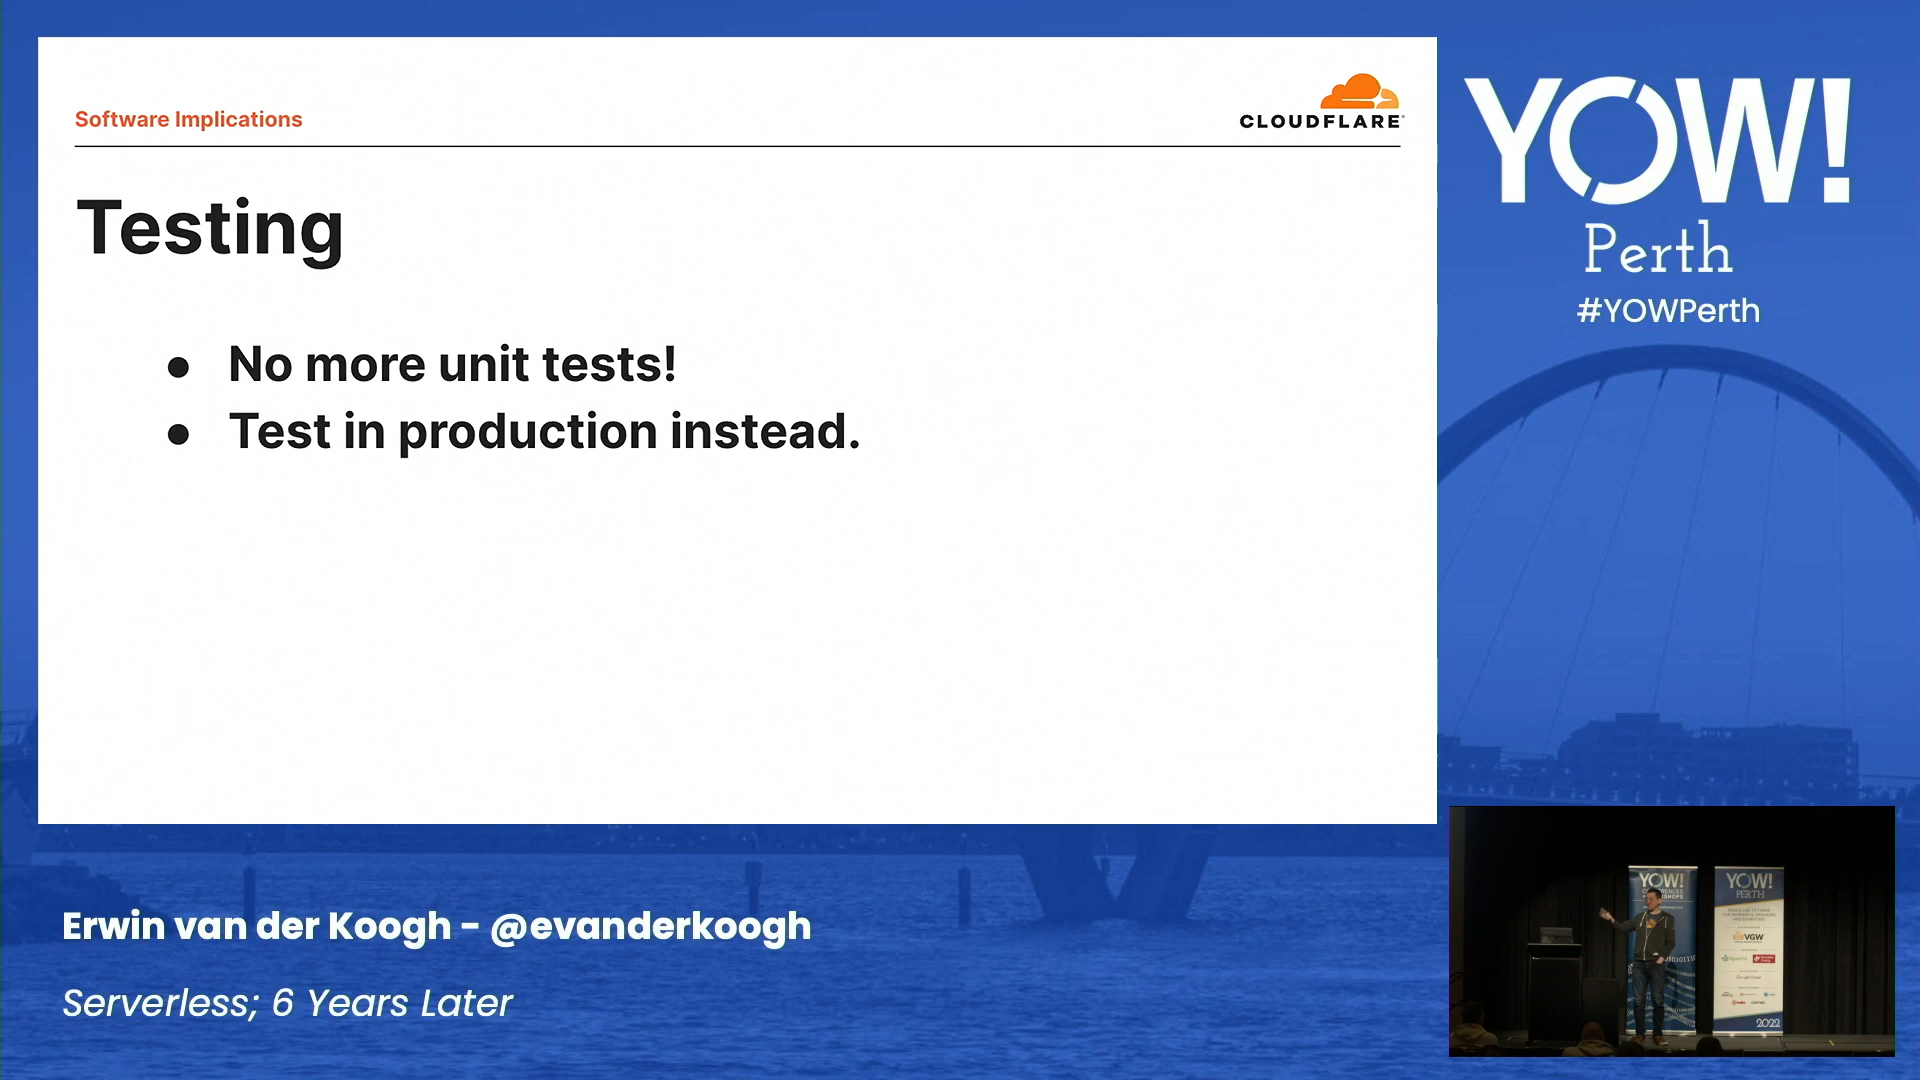 Software Implications
CLOUDFLARE
Testing
● No more unit tests!
● Test in production instead.
YOW!
Perth
#YOWPerth
Erwin van der Koogh - @evanderkoogh
Serverless; 6 Years Later
YOW!
YOW!
PERTH
VGW
2022